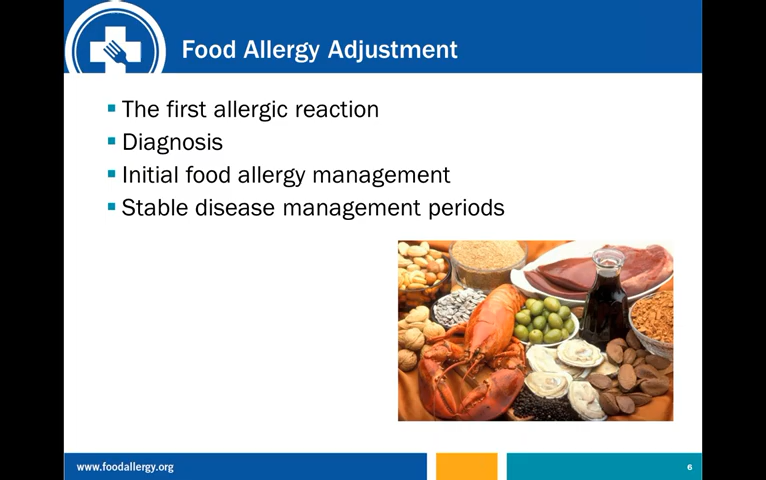 Food Allergy Adjustment
The first allergic reaction
Diagnosis
Initial food allergy management
Stable disease management periods
www.foodallergy.org
6